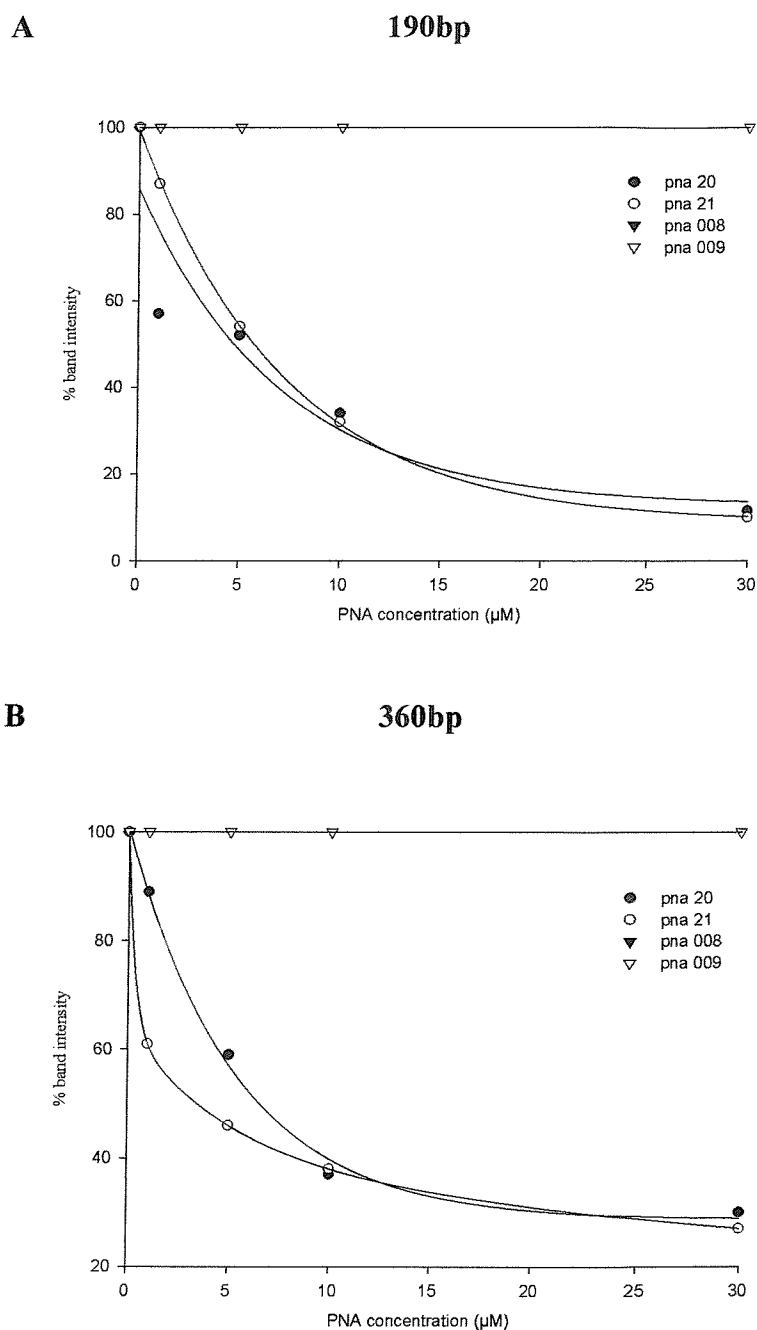 A
190bp
100
80
60
40
20
0
% band intensity
pna 20
pna 21
pna 008
pna 009
0 5 10 15 20 25 30
PNA concentration (µM)
B
360bp
100
80
60
40
20
% band intensity
pna 20
pna 21
pna 008
pna 009
0 5 10 15 20 25 30
PNA concentration (µM)